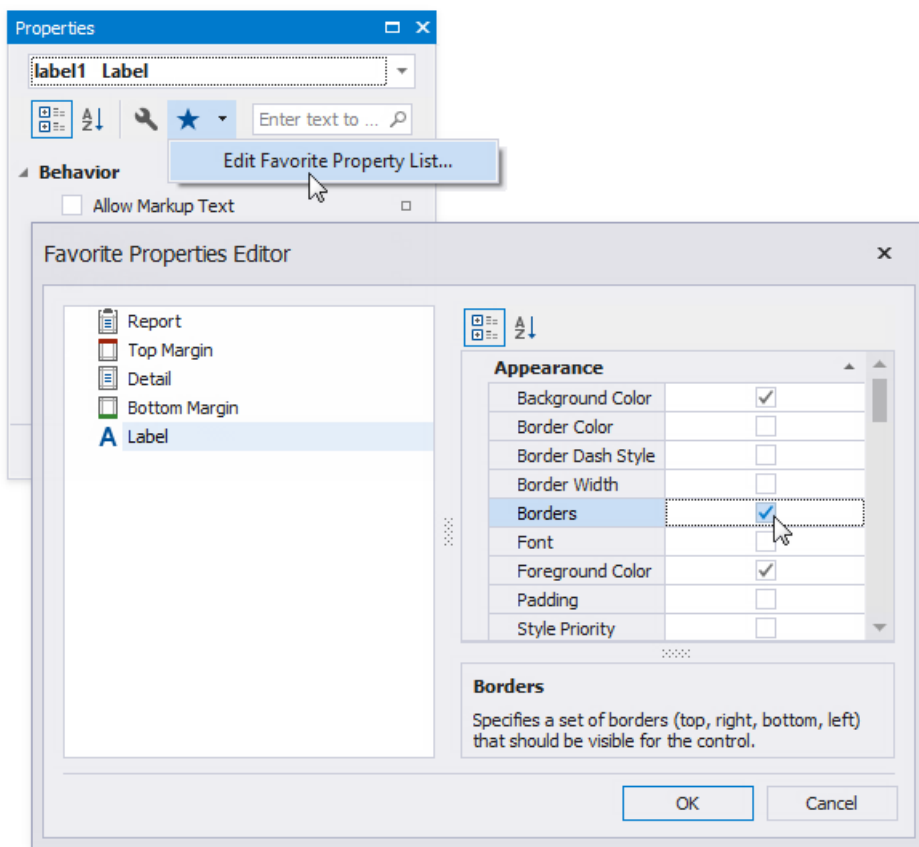 Properties
label1 Label
Enter text to ...
Edit Favorite Property List...
Behavior
Allow Markup Text
Favorite Properties Editor
Report
Top Margin
Detail
Bottom Margin
A Label
Appearance
Background Color
Border Color
Border Dash Style
Border Width
Borders
Font
Foreground Color
Padding
Style Priority
Borders
Specifies a set of borders (top, right, bottom, left)
that should be visible for the control.
OK
Cancel